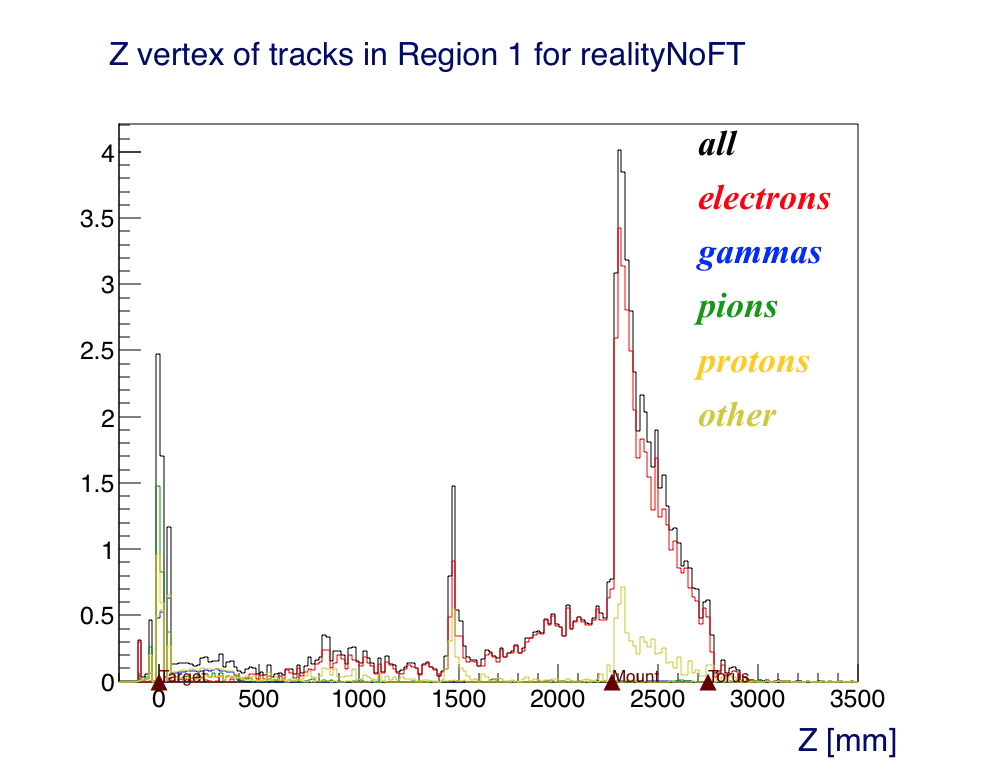 Z vertex of tracks in Region 1 for realityNoFT
all
electrons
gammas
pions
protons
other
4
3.5
3
2.5
2
1.5
1
0.5
0
Target
Mount
Torus
0 500 1000 1500 2000 2500 3000 3500
Z [mm]